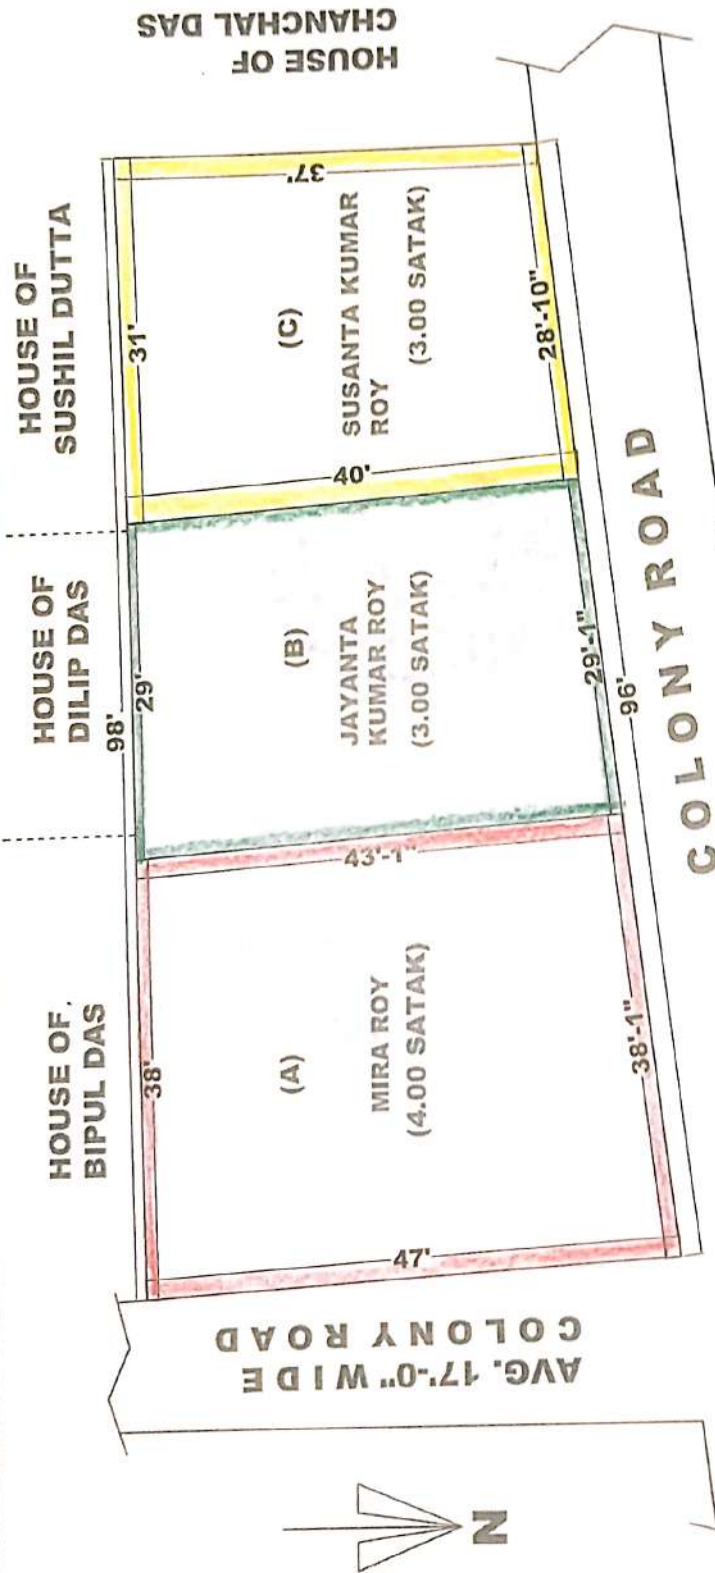 HOUSE OF
BIPUL DAS
HOUSE OF
DILIP DAS
HOUSE OF
SUSHIL DUTTA
HOUSE OF
CHANCHAL DAS
98'
38'
29'
31'
47'
43'-1"
40'
37'
(A)
MIRA ROY
(4.00 SATAK)
(B)
JAYANTA
KUMAR ROY
(3.00 SATAK)
(C)
SUSANTA KUMAR
ROY
(3.00 SATAK)
38'-1"
29'-1"
28'-10"
96'
COLONY ROAD
AVG. 17'-0" WIDE
COLONY ROAD
N